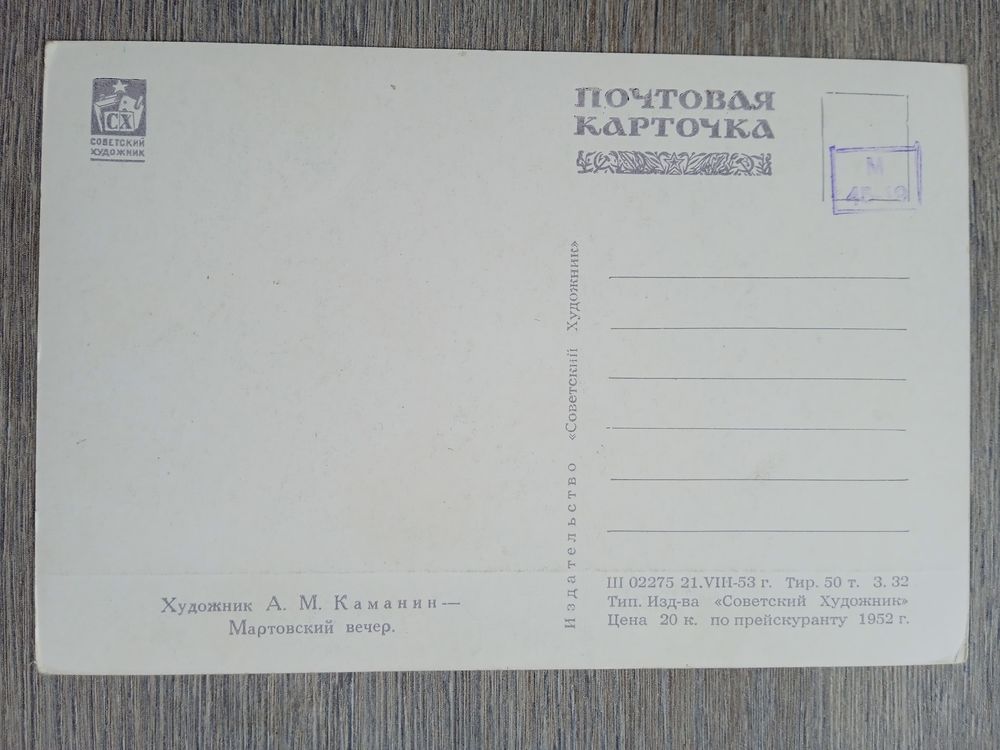 СХ
СОВЕТСКИЙ
ХУДОЖНИК
ПОЧТОВАЯ
КАРТОЧКА
М
Издательство «Советский Художник»
Художник А. М. Каманин—
Мартовский вечер.
Ш 02275 21.VIII-53 г. Тир. 50 т. З. 32
Тип. Изд-ва «Советский Художник»
Цена 20 к. по прейскуранту 1952 г.